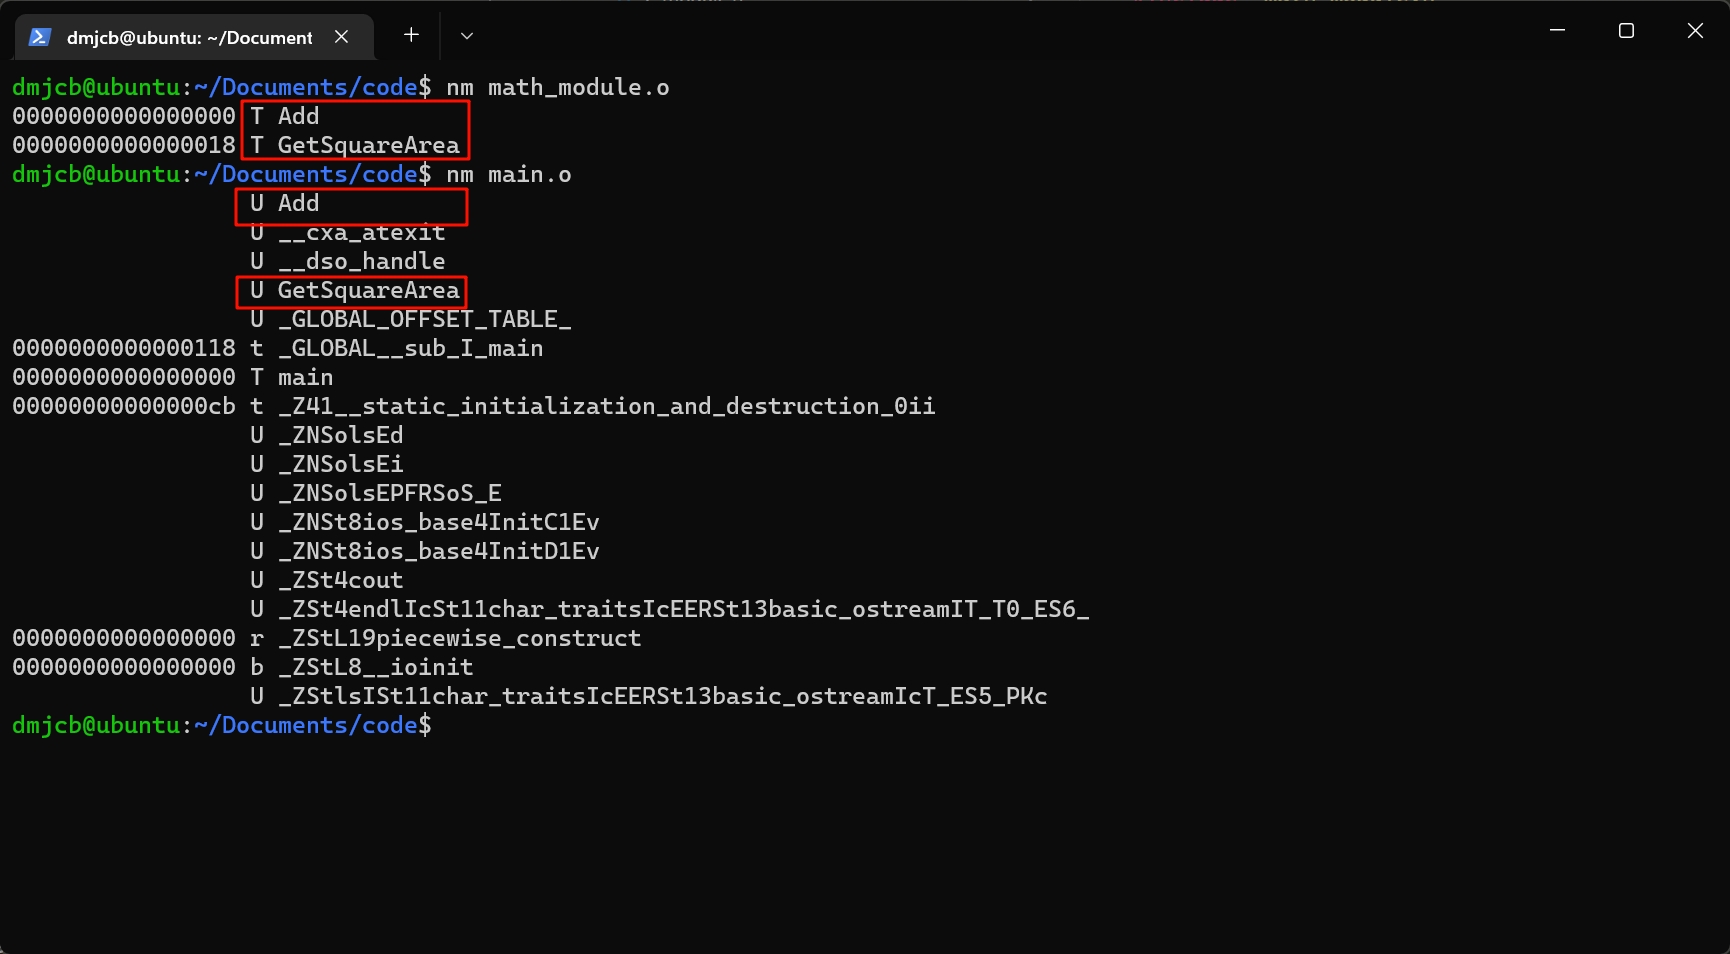 dmjcb@ubuntu: ~/Document
dmjcb@ubuntu:~/Documents/code$ nm math_module.o
0000000000000000 T Add
0000000000000018 T GetSquareArea
dmjcb@ubuntu:~/Documents/code$ nm main.o
U Add
U __cxa_atexit
U __dso_handle
U GetSquareArea
U _GLOBAL_OFFSET_TABLE_
0000000000000118 t _GLOBAL__sub_I_main
0000000000000000 T main
00000000000000cb t _Z41__static_initialization_and_destruction_0ii
U _ZNSolsEd
U _ZNSolsEi
U _ZNSolsEPFRSoS_E
U _ZNSt8ios_base4InitC1Ev
U _ZNSt8ios_base4InitD1Ev
U _ZSt4cout
U _ZSt4endlIcSt11char_traitsIcEERSt13basic_ostreamIT_T0_ES6_
0000000000000000 r _ZStL19piecewise_construct
0000000000000000 b _ZStL8__ioinit
U _ZStlsISt11char_traitsIcEERSt13basic_ostreamIcT_ES5_PKc
dmjcb@ubuntu:~/Documents/code$